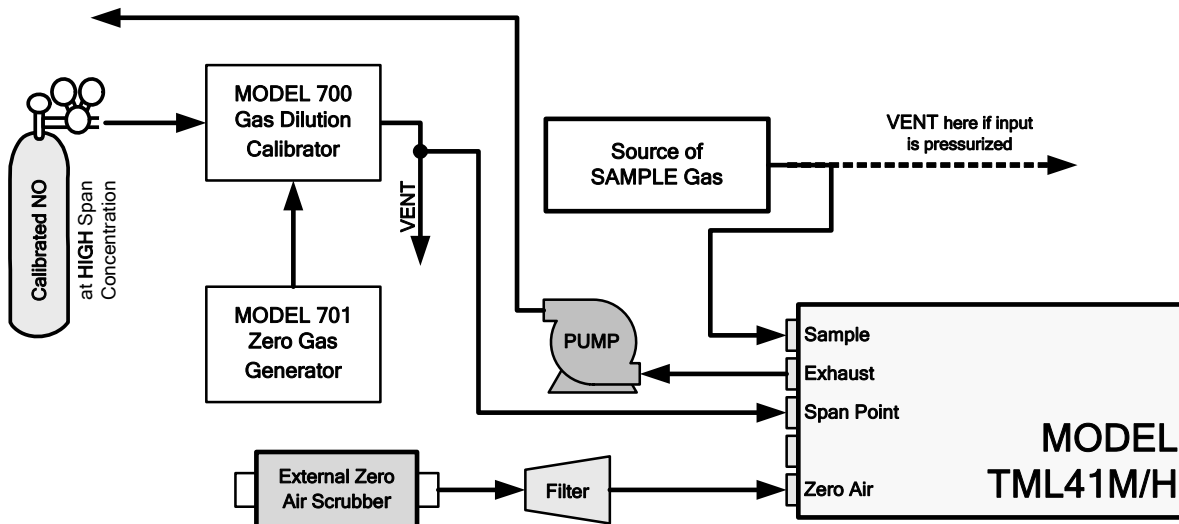 MODEL 700
Gas Dilution
Calibrator
Calibrated NO
at HIGH Span
Concentration
VENT
MODEL 701
Zero Gas
Generator
Source of
SAMPLE Gas
VENT here if input
is pressurized
PUMP
Sample
Exhaust
Span Point
Zero Air
MODEL
TML41M/H
External Zero
Air Scrubber
Filter